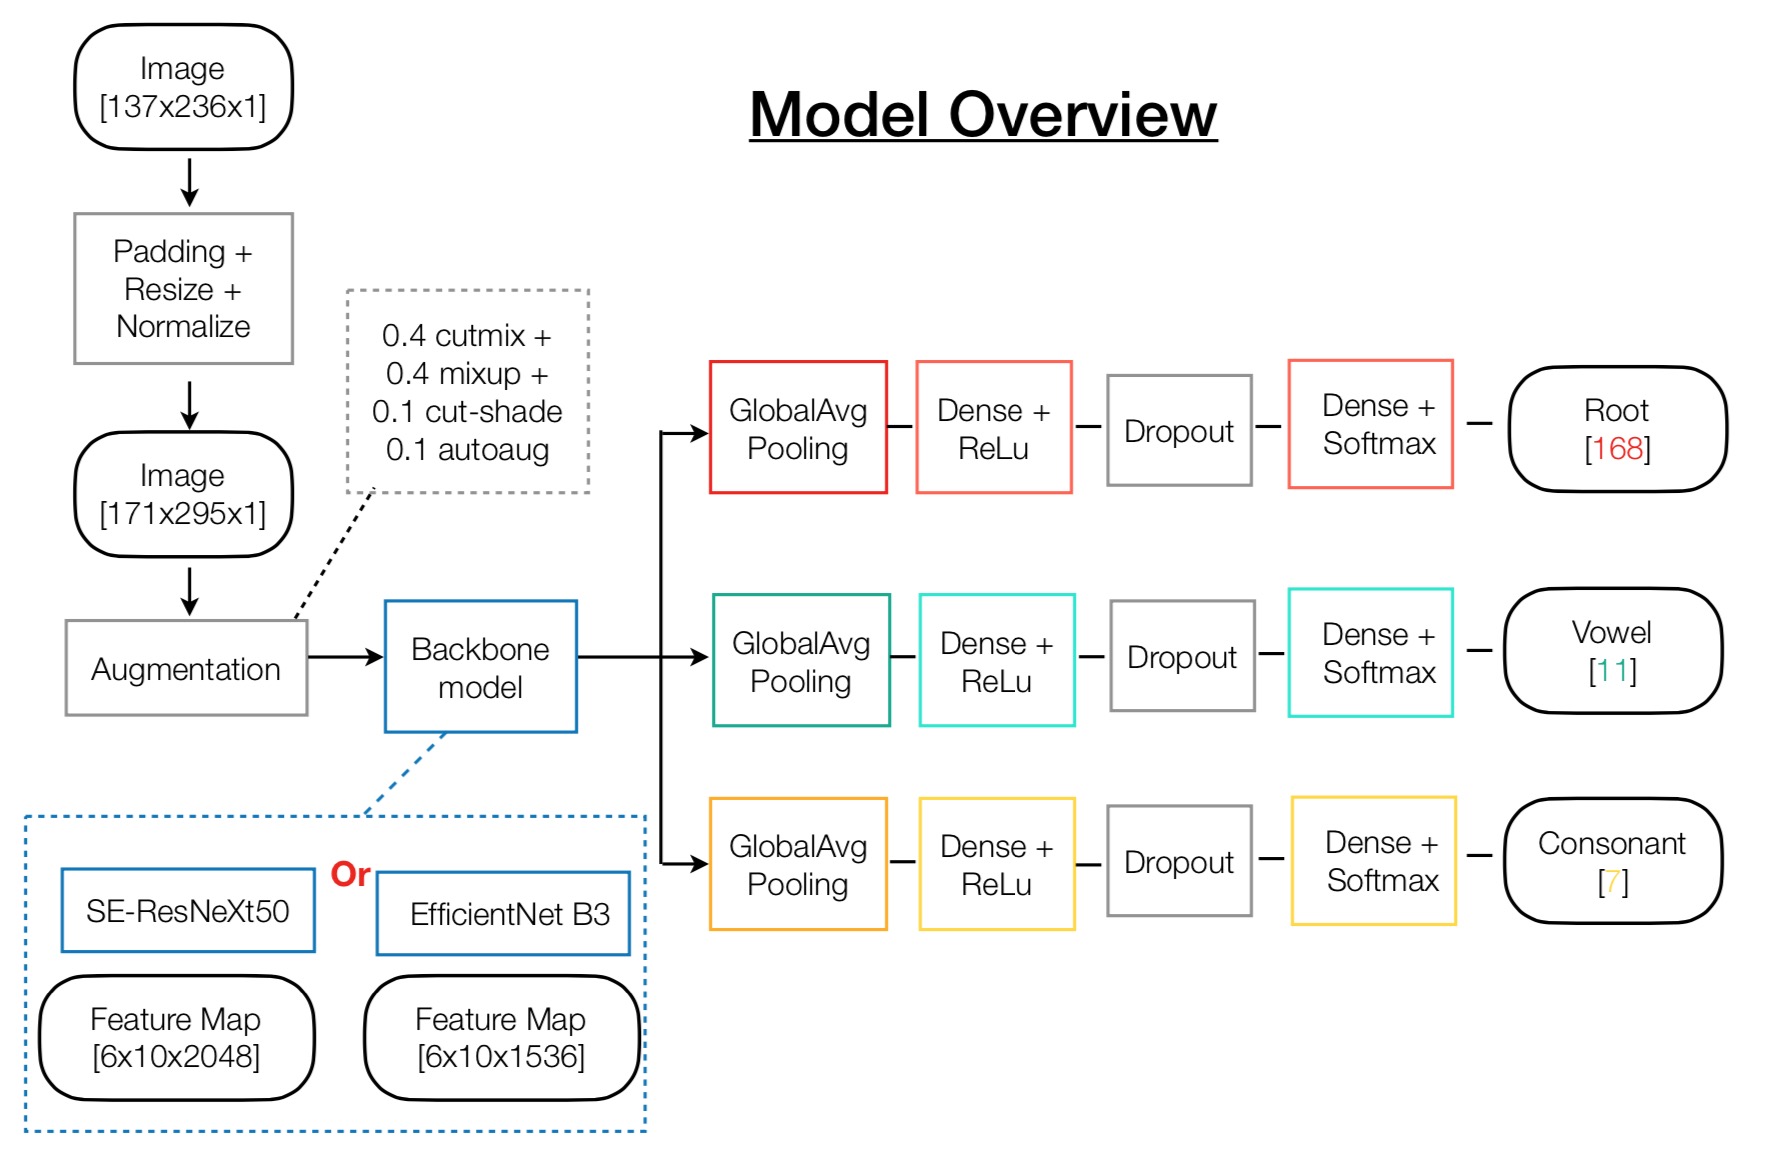 Model Overview
Image
[137x236x1]
Padding +
Resize +
Normalize
Image
[171x295x1]
Augmentation
0.4 cutmix +
0.4 mixup +
0.1 cut-shade
0.1 autoaug
Backbone
model
Or
SE-ResNeXt50
EfficientNet B3
Feature Map
[6x10x2048]
Feature Map
[6x10x1536]
GlobalAvg
Pooling
Dense +
ReLu
Dropout
Dense +
Softmax
Root
[168]
GlobalAvg
Pooling
Dense +
ReLu
Dropout
Dense +
Softmax
Vowel
[11]
GlobalAvg
Pooling
Dense +
ReLu
Dropout
Dense +
Softmax
Consonant
[7]